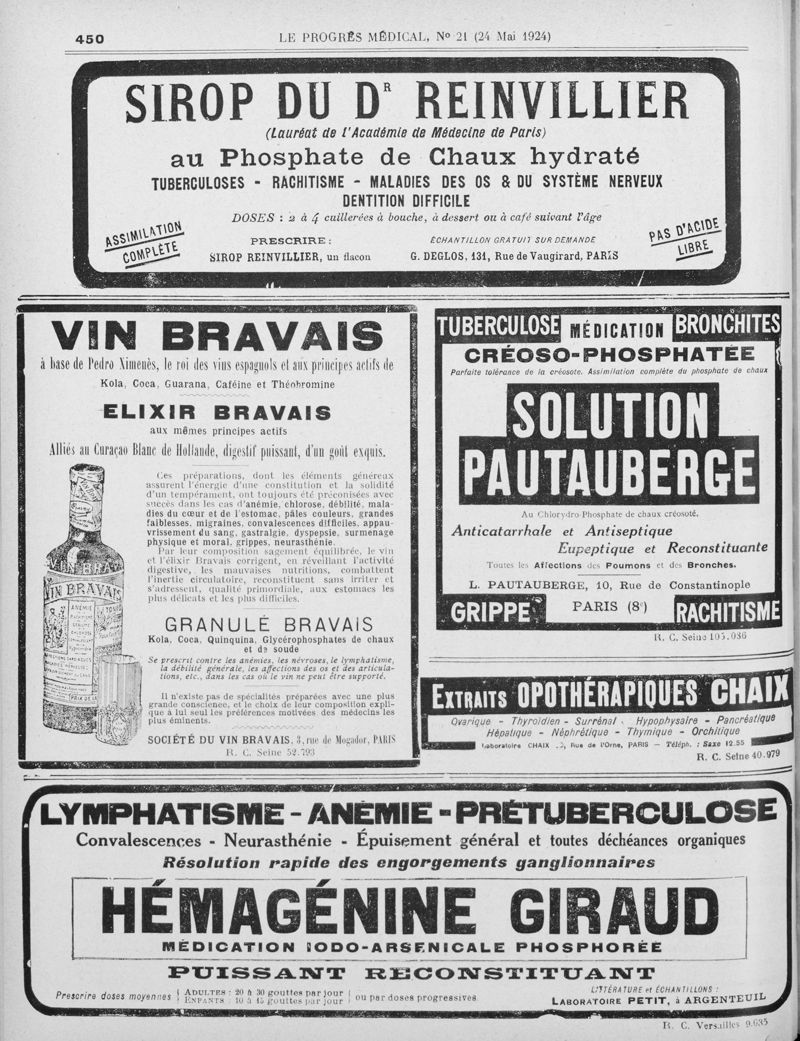 450
LE PROGRÈS MÉDICAL, No 21 (24 Mai 1924)
SIROP DU DR REINVILLIER
(Lauréat de l'Académie de Médecine de Paris)
au Phosphate de Chaux hydraté
TUBERCULOSES - RACHITISME - MALADIES DES OS & DU SYSTÈME NERVEUX
DENTITION DIFFICILE
DOSES : 2 à 4 cuillerées à bouche, à dessert ou à café suivant l'âge
ASSIMILATION
COMPLÈTE
PRESCRIRE :
SIROP REINVILLIER, un flacon
ÉCHANTILLON GRATUIT SUR DEMANDE
G. DEGLOS, 131, Rue de Vaugirard, PARIS
PAS D'ACIDE
LIBRE
VIN BRAVAIS
à base de Pedro Ximenès, le roi des vins espagnols et aux principes actifs de
Kola, Coca, Guarana, Caféine et Théobromine
ELIXIR BRAVAIS
aux mêmes principes actifs
Alliés au Curaçao Blanc de Hollande, digestif puissant, d'un goût exquis.
Ces préparations, dont les éléments généreux
assurent l'énergie d'une constitution et la solidité
d'un tempérament, ont toujours été préconisées avec
succès dans les cas d'anémie, chlorose, débilité, mala-
dies du cœur et de l'estomac, pâles couleurs, grandes
faiblesses, migraines, convalescences difficiles, appau-
vrissement du sang, gastralgie, dyspepsie, surmenage
physique et moral, grippes, neurasthénie.
Par leur composition sagement équilibrée, le vin
et l'élixir Bravais corrigent, en réveillant l'activité
digestive, les mauvaises nutritions, combattent
l'inertie circulatoire, reconstituent sans irriter et
s'adressent, qualité primordiale, aux estomacs les
plus délicats et les plus difficiles.
VIN BRAV
VIN BRAVAIS
GRANULÉ BRAVAIS
Kola, Coca, Quinquina, Glycérophosphates de chaux
et de soude
Se prescrit contre les anémies, les névroses, le lymphatisme,
la débilité générale, les affections des os et des articula-
tions, etc., dans les cas où le vin ne peut être supporté.
Il n'existe pas de spécialités préparées avec une plus
grande conscience, et le choix de leur composition expli-
que à lui seul les préférences motivées des médecins les
plus éminents.
SOCIÉTÉ DU VIN BRAVAIS, 3, rue de Mogador, PARIS
R. C. Seine 52.793
TUBERCULOSE MÉDICATION BRONCHITES
CRÉOSO-PHOSPHATÉE
Parfaite tolérance de la créosote. Assimilation complète du phosphate de chaux
SOLUTION
PAUTAUBERGE
Au Chlorydro-Phosphate de chaux créosoté.
Anticatarrhale et Antiseptique
Eupeptique et Reconstituante
Toutes les Affections des Poumons et des Bronches.
L. PAUTAUBERGE, 10, Rue de Constantinople
GRIPPE PARIS (8e) RACHITISME
R. C. Seine 105.036
EXTRAITS OPOTHÉRAPIQUES CHAIX
Ovarique - Thyroïdien - Surrénal - Hypophysaire - Pancréatique
Hépatique - Néphrétique - Thymique - Orchitique
Laboratoire CHAIX Rue de l'Orne, PARIS — Téléph. : Saxe 12.55
R. C. Seine 40.979
LYMPHATISME - ANÉMIE - PRÉTUBERCULOSE
Convalescences - Neurasthénie - Épuisement général et toutes déchéances organiques
Résolution rapide des engorgements ganglionnaires
HÉMAGÉNINE GIRAUD
MÉDICATION IODO-ARSENICALE PHOSPHORÉE
PUISSANT RECONSTITUANT
Prescrire doses moyennes
ADULTES : 20 à 30 gouttes par jour
ENFANTS : 10 à 15 gouttes par jour
ou par doses progressives
LITTÉRATURE et ÉCHANTILLONS :
LABORATOIRE PETIT, à ARGENTEUIL
R. C. Versailles 9.635